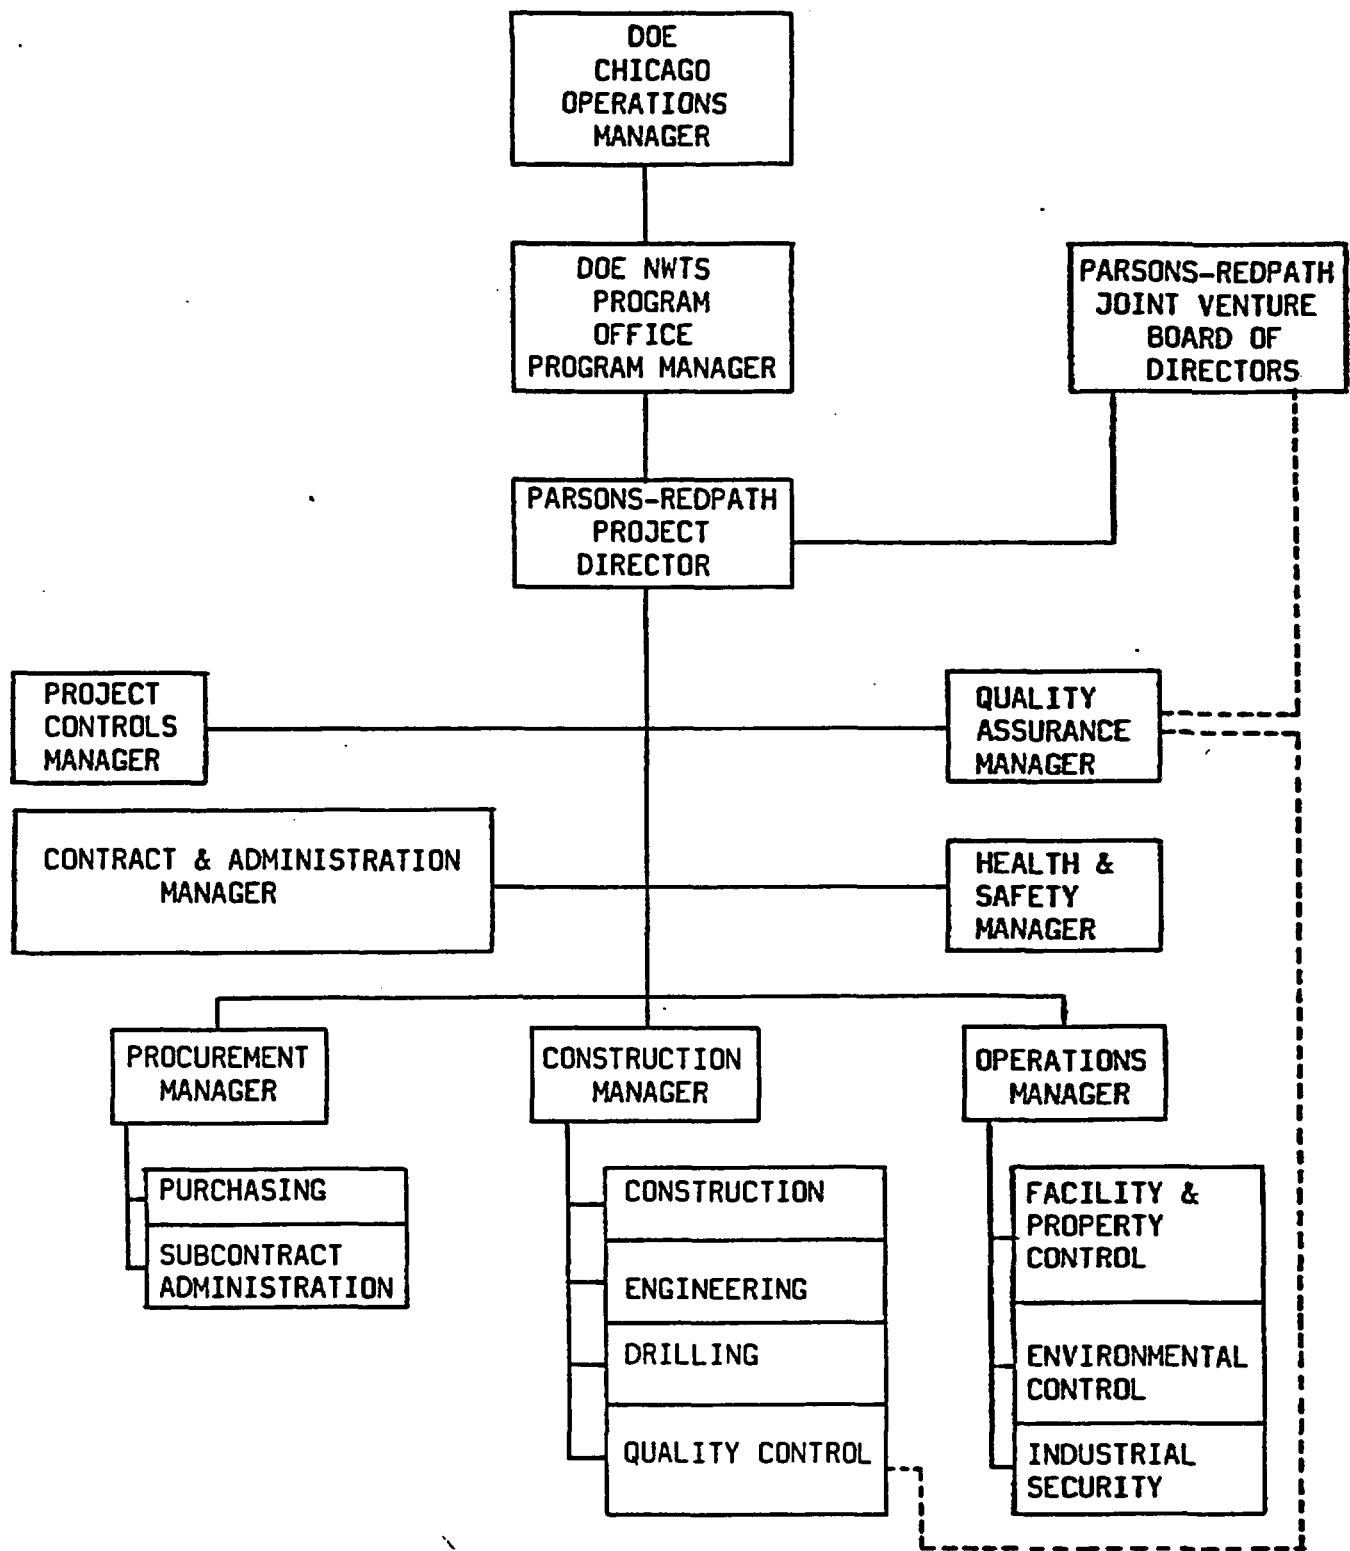 DOE
CHICAGO
OPERATIONS
MANAGER
DOE NWTS
PROGRAM
OFFICE
PROGRAM MANAGER
PARSONS-REDPATH
JOINT VENTURE
BOARD OF
DIRECTORS
PARSONS-REDPATH
PROJECT
DIRECTOR
PROJECT
CONTROLS
MANAGER
QUALITY
ASSURANCE
MANAGER
CONTRACT & ADMINISTRATION
MANAGER
HEALTH &
SAFETY
MANAGER
PROCUREMENT
MANAGER
CONSTRUCTION
MANAGER
OPERATIONS
MANAGER
PURCHASING
SUBCONTRACT
ADMINISTRATION
CONSTRUCTION
ENGINEERING
DRILLING
QUALITY CONTROL
FACILITY &
PROPERTY
CONTROL
ENVIRONMENTAL
CONTROL
INDUSTRIAL
SECURITY